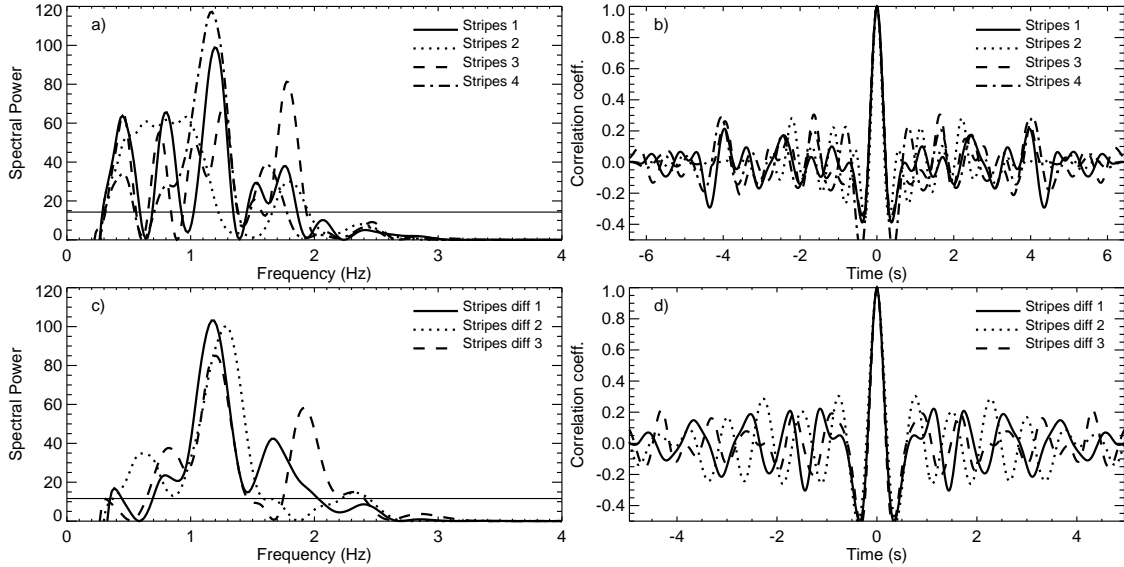 a)
Stripes 1
Stripes 2
Stripes 3
Stripes 4
120
100
80
60
40
20
0
Spectral Power
0 1 2 3 4
Frequency (Hz)
b)
Stripes 1
Stripes 2
Stripes 3
Stripes 4
1.0
0.8
0.6
0.4
0.2
0.0
-0.2
-0.4
Correlation coeff.
-6 -4 -2 0 2 4 6
Time (s)
c)
Stripes diff 1
Stripes diff 2
Stripes diff 3
120
100
80
60
40
20
0
Spectral Power
0 1 2 3 4
Frequency (Hz)
d)
Stripes diff 1
Stripes diff 2
Stripes diff 3
1.0
0.8
0.6
0.4
0.2
0.0
-0.2
-0.4
Correlation coeff.
-4 -2 0 2 4
Time (s)